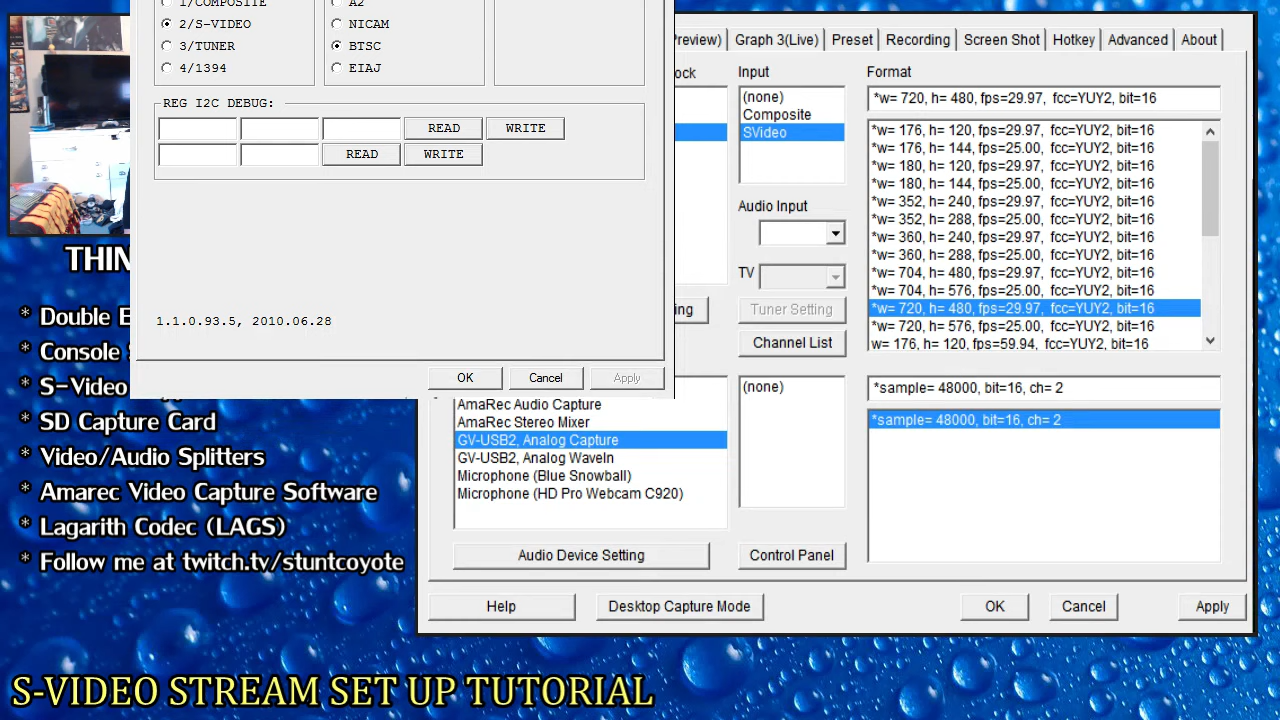 1/COMPOSITE
2/S-VIDEO
3/TUNER
4/1394
A2
NICAM
BTSC
EIAJ
REG I2C DEBUG:
READ
WRITE
READ
WRITE
1.1.0.93.5, 2010.06.28
OK
Cancel
Apply
Preview)
Graph 3(Live)
Preset
Recording
Screen Shot
Hotkey
Advanced
About
ock
Input
(none)
Composite
SVideo
Audio Input
TV
Tuner Setting
Channel List
ing
Format
*w= 720, h= 480, fps=29.97, fcc=YUY2, bit=16
*w= 176, h= 120, fps=29.97, fcc=YUY2, bit=16
*w= 176, h= 144, fps=25.00, fcc=YUY2, bit=16
*w= 180, h= 120, fps=29.97, fcc=YUY2, bit=16
*w= 180, h= 144, fps=25.00, fcc=YUY2, bit=16
*w= 352, h= 240, fps=29.97, fcc=YUY2, bit=16
*w= 352, h= 288, fps=25.00, fcc=YUY2, bit=16
*w= 360, h= 240, fps=29.97, fcc=YUY2, bit=16
*w= 360, h= 288, fps=25.00, fcc=YUY2, bit=16
*w= 704, h= 480, fps=29.97, fcc=YUY2, bit=16
*w= 704, h= 576, fps=25.00, fcc=YUY2, bit=16
*w= 720, h= 480, fps=29.97, fcc=YUY2, bit=16
*w= 720, h= 576, fps=25.00, fcc=YUY2, bit=16
w= 176, h= 120, fps=59.94, fcc=YUY2, bit=16
AmaRec Audio Capture
AmaRec Stereo Mixer
GV-USB2, Analog Capture
GV-USB2, Analog WaveIn
Microphone (Blue Snowball)
Microphone (HD Pro Webcam C920)
(none)
*sample= 48000, bit=16, ch= 2
*sample= 48000, bit=16, ch= 2
Audio Device Setting
Control Panel
Help
Desktop Capture Mode
OK
Cancel
Apply
THIN
* Double E
* Console
* S-Video
* SD Capture Card
* Video/Audio Splitters
* Amarec Video Capture Software
* Lagarith Codec (LAGS)
* Follow me at twitch.tv/stuntcoyote
S-VIDEO STREAM SET UP TUTORIAL